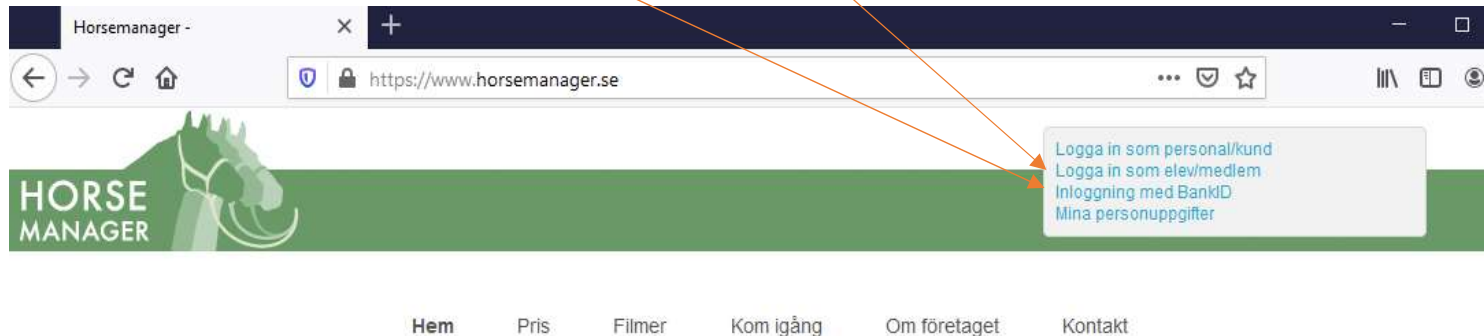 Horsemanager -
https://www.horsemanager.se
HORSE
MANAGER
Logga in som personal/kund
Logga in som elev/medlem
Inloggning med BankID
Mina personuppgifter
Hem Pris Filmer Kom igång Om företaget Kontakt